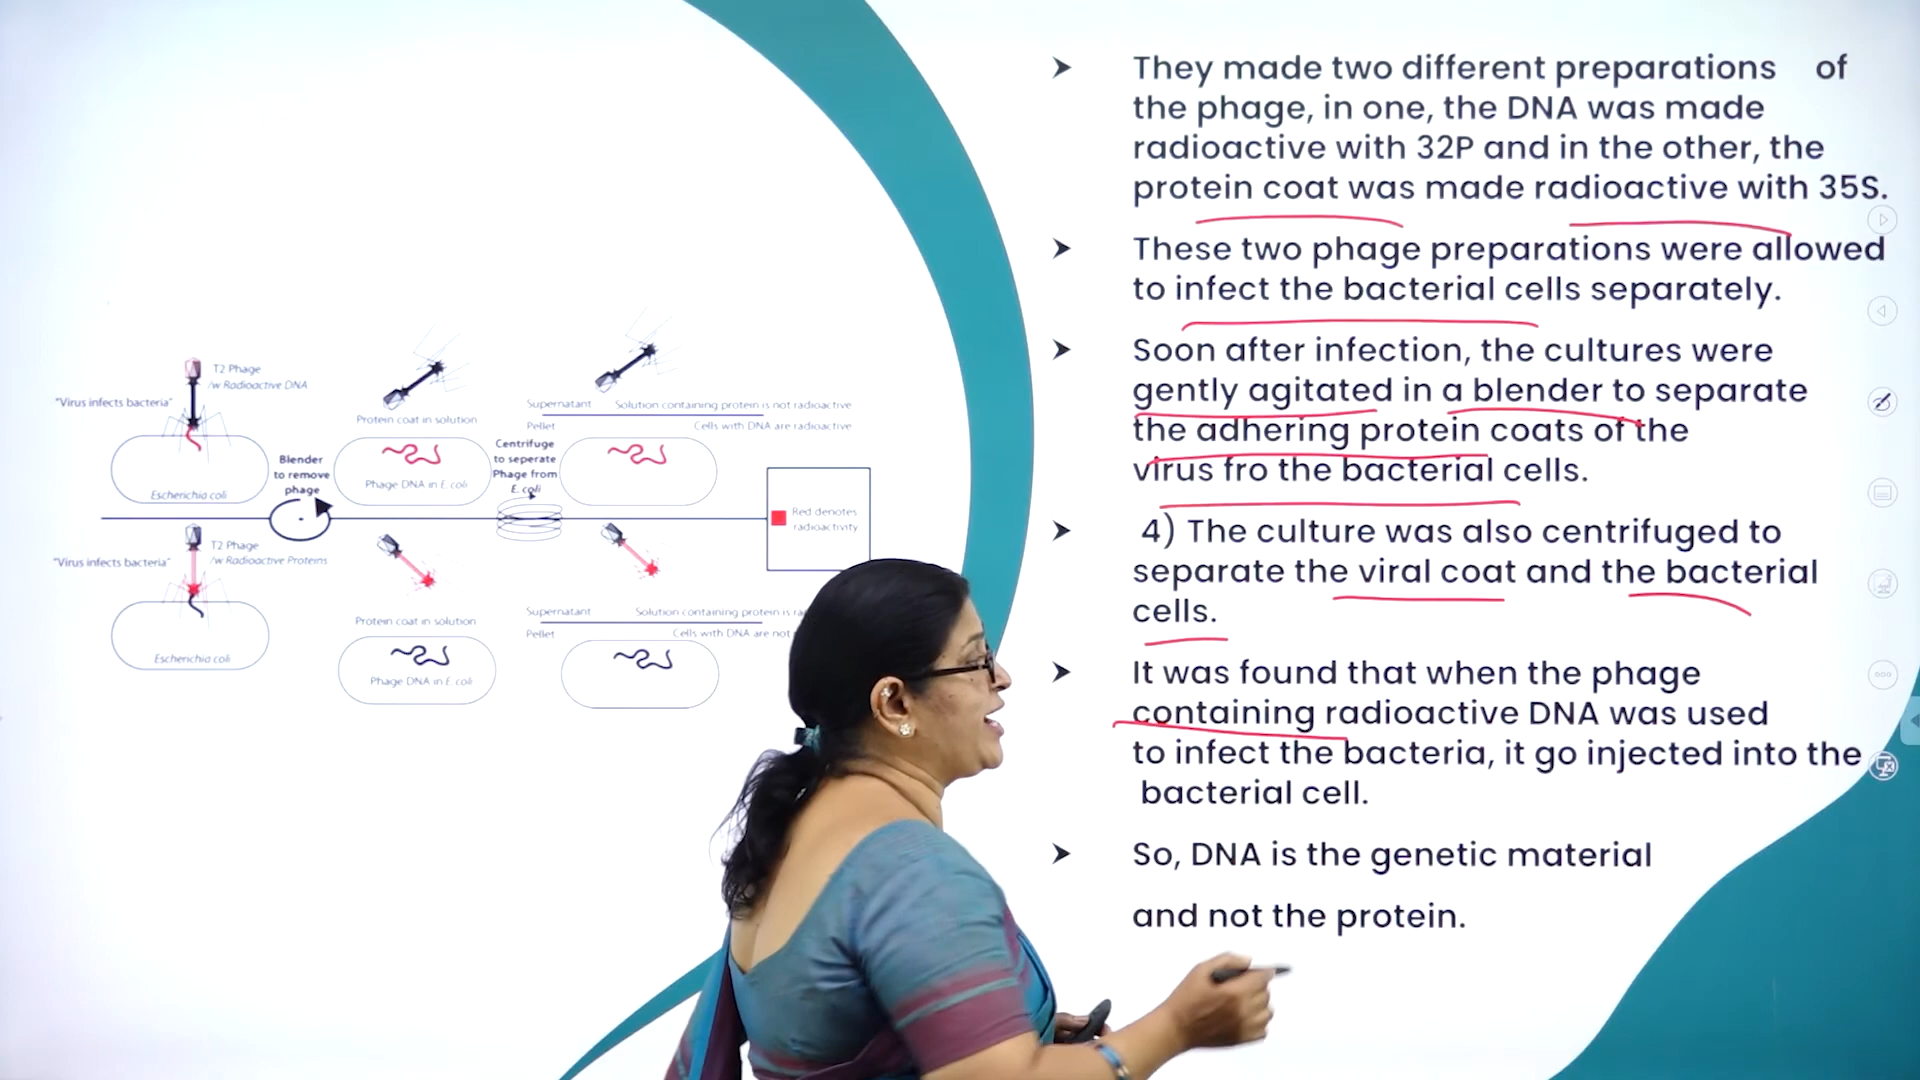 They made two different preparations of
the phage, in one, the DNA was made
radioactive with 32P and in the other, the
protein coat was made radioactive with 35S.
These two phage preparations were allowed
to infect the bacterial cells separately.
Soon after infection, the cultures were
gently agitated in a blender to separate
the adhering protein coats of the
virus fro the bacterial cells.
4) The culture was also centrifuged to
separate the viral coat and the bacterial
cells.
It was found that when the phage
containing radioactive DNA was used
to infect the bacteria, it go injected into the
bacterial cell.
So, DNA is the genetic material
and not the protein.
T2 Phage
/w Radioactive DNA
"Virus infects bacteria"
Escherichia coli
Blender
to remove
phage
Protein coat in solution
Phage DNA in E. coli
Centrifuge
to seperate
Phage from
E. coli
Supernatant Solution containing protein is not radioactive
Pellet Cells with DNA are radioactive
Red denotes
radioactivity
T2 Phage
/w Radioactive Proteins
"Virus infects bacteria"
Escherichia coli
Protein coat in solution
Phage DNA in E. coli
Supernatant Solution containing protein is
Pellet Cells with DNA are not